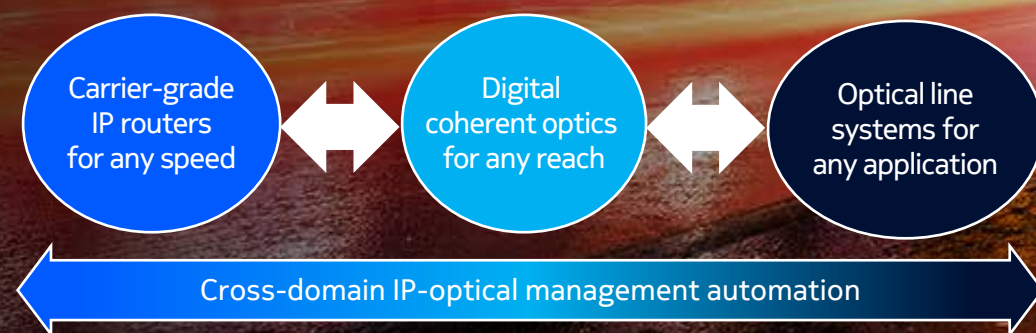 Carrier-grade
IP routers
for any speed
Digital
coherent optics
for any reach
Optical line
systems for
any application
Cross-domain IP-optical management automation